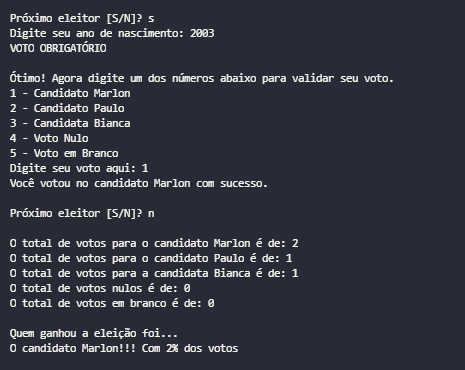 Próximo eleitor [S/N]? s
Digite seu ano de nascimento: 2003
VOTO OBRIGATÓRIO
Ótimo! Agora digite um dos números abaixo para validar seu voto.
1 - Candidato Marlon
2 - Candidato Paulo
3 - Candidata Bianca
4 - Voto Nulo
5 - Voto em Branco
Digite seu voto aqui: 1
Você votou no candidato Marlon com sucesso.
Próximo eleitor [S/N]? n
O total de votos para o candidato Marlon é de: 2
O total de votos para o candidato Paulo é de: 1
O total de votos para a candidata Bianca é de: 1
O total de votos nulos é de: 0
O total de votos em branco é de: 0
Quem ganhou a eleição foi...
O candidato Marlon!!! Com 2% dos votos